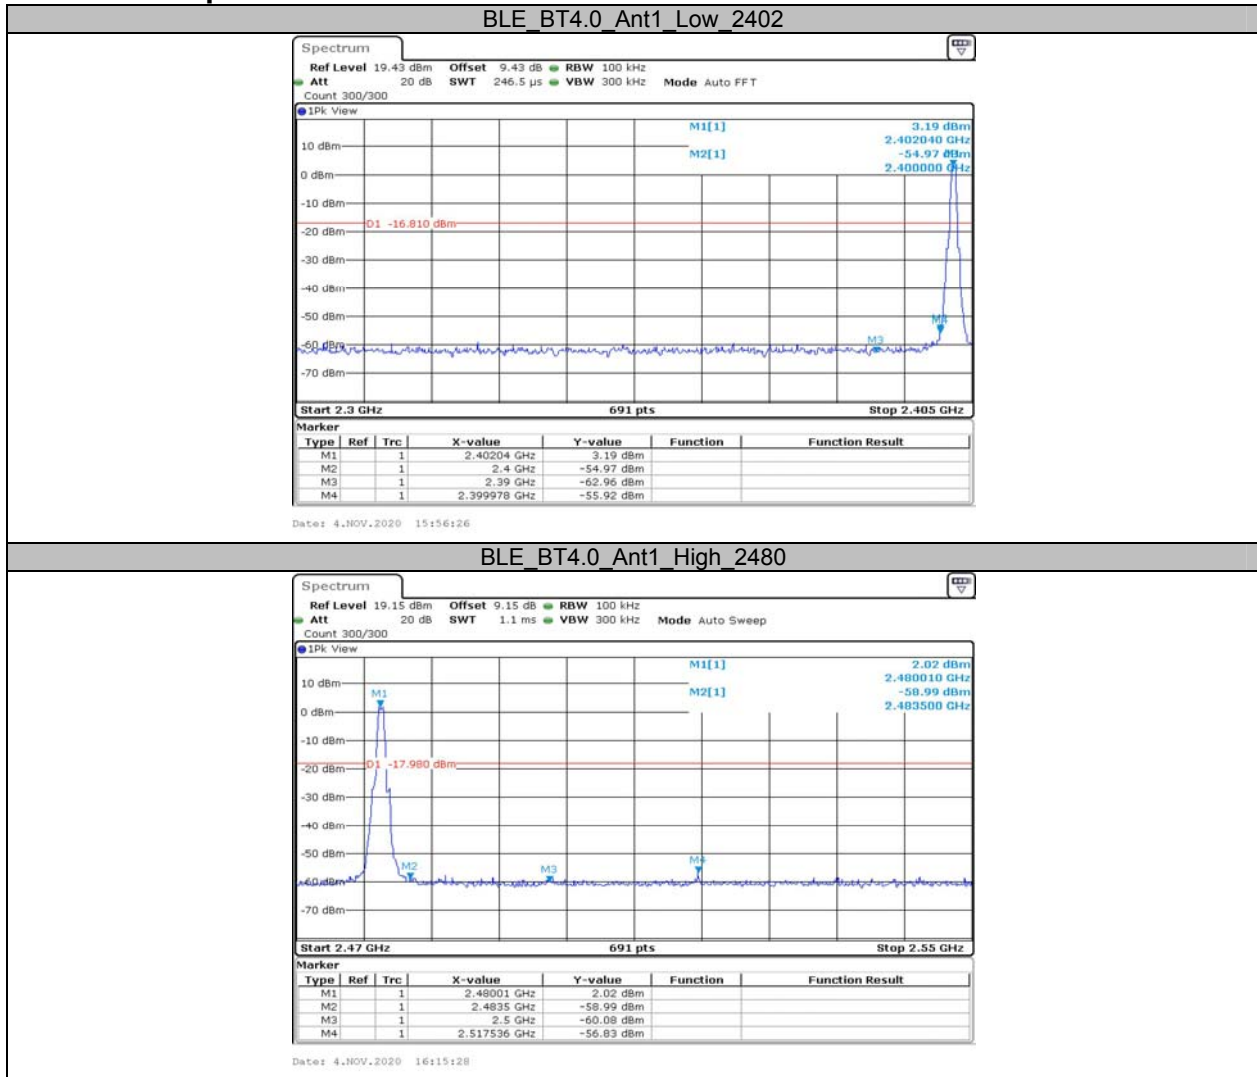 BLE_BT4.0_Ant1_Low_2402
Spectrum
Ref Level 19.43 dBm Offset 9.43 dB RBW 100 kHz
Att 20 dB SWT 246.5 µs VBW 300 kHz Mode Auto FFT
Count 300/300
1Pk View
M1[1] 3.19 dBm
2.402040 GHz
10 dBm
M2[1] -54.97 dBm
2.400000 GHz
0 dBm
-10 dBm
D1 -16.810 dBm
-20 dBm
-30 dBm
-40 dBm
-50 dBm
M4
M3
-60 dBm
-70 dBm
Start 2.3 GHz 691 pts Stop 2.405 GHz
Marker
Type Ref Trc X-value Y-value Function Function Result
M1 1 2.40204 GHz 3.19 dBm
M2 1 2.4 GHz -54.97 dBm
M3 1 2.39 GHz -62.96 dBm
M4 1 2.399978 GHz -55.92 dBm
Date: 4.NOV.2020 15:56:26
BLE_BT4.0_Ant1_High_2480
Spectrum
Ref Level 19.15 dBm Offset 9.15 dB RBW 100 kHz
Att 20 dB SWT 1.1 ms VBW 300 kHz Mode Auto Sweep
Count 300/300
1Pk View
M1[1] 2.02 dBm
2.480010 GHz
10 dBm
M1
M2[1] -58.99 dBm
2.483500 GHz
0 dBm
-10 dBm
D1 -17.980 dBm
-20 dBm
-30 dBm
-40 dBm
-50 dBm
M2 M3 M4
-60 dBm
-70 dBm
Start 2.47 GHz 691 pts Stop 2.55 GHz
Marker
Type Ref Trc X-value Y-value Function Function Result
M1 1 2.48001 GHz 2.02 dBm
M2 1 2.4835 GHz -58.99 dBm
M3 1 2.5 GHz -60.08 dBm
M4 1 2.517536 GHz -56.83 dBm
Date: 4.NOV.2020 16:15:28